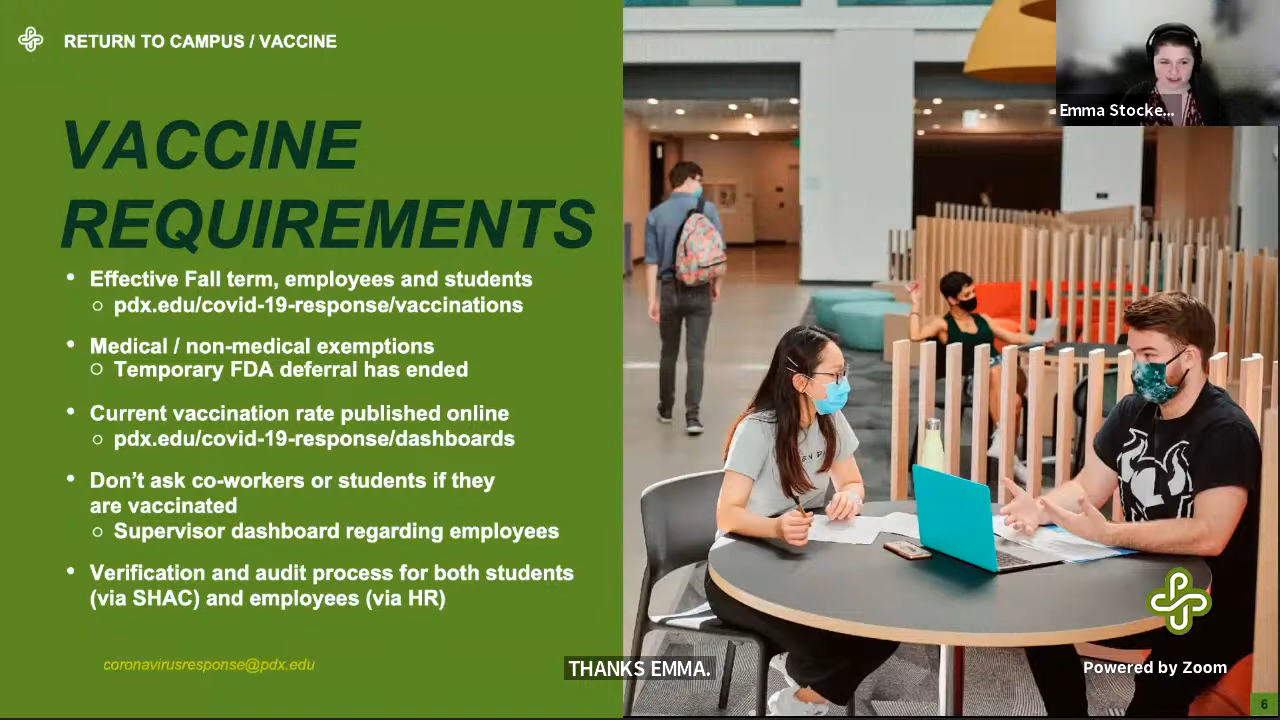 RETURN TO CAMPUS / VACCINE
Emma Stocke...
VACCINE
REQUIREMENTS
• Effective Fall term, employees and students
○ pdx.edu/covid-19-response/vaccinations
• Medical / non-medical exemptions
○ Temporary FDA deferral has ended
• Current vaccination rate published online
○ pdx.edu/covid-19-response/dashboards
• Don’t ask co-workers or students if they
are vaccinated
○ Supervisor dashboard regarding employees
• Verification and audit process for both students
(via SHAC) and employees (via HR)
coronavirusresponse@pdx.edu
THANKS EMMA.
Powered by Zoom
6